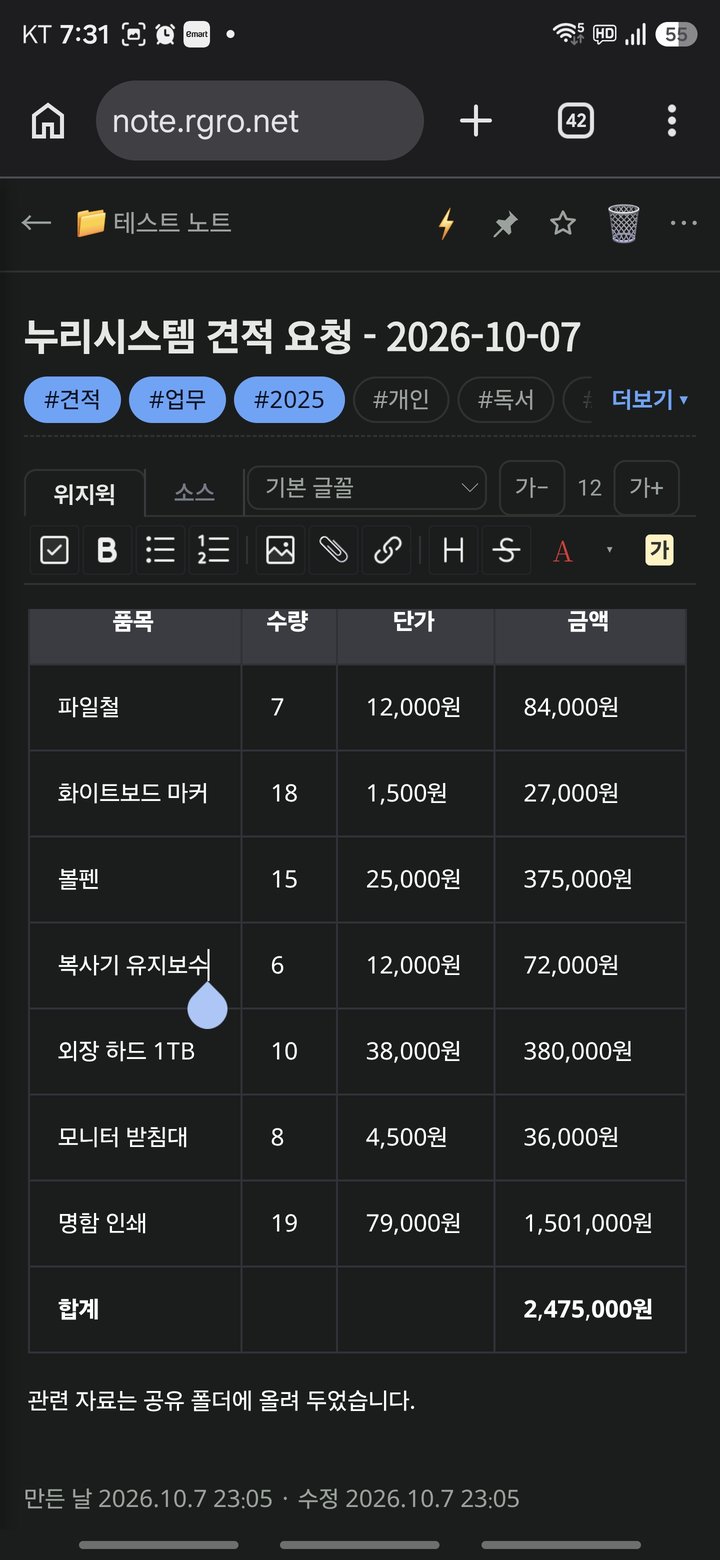 KT 7:31 emart 5 HD 55
note.rgro.net 42
테스트 노트
누리시스템 견적 요청 - 2026-10-07
#견적 #업무 #2025 #개인 #독서 # 더보기 ▾
위지윅 소스 기본 글꼴 가- 12 가+
B H S A 가
품목 수량 단가 금액
파일철 7 12,000원 84,000원
화이트보드 마커 18 1,500원 27,000원
볼펜 15 25,000원 375,000원
복사기 유지보수 6 12,000원 72,000원
외장 하드 1TB 10 38,000원 380,000원
모니터 받침대 8 4,500원 36,000원
명함 인쇄 19 79,000원 1,501,000원
합계 2,475,000원
관련 자료는 공유 폴더에 올려 두었습니다.
만든 날 2026.10.7 23:05 · 수정 2026.10.7 23:05